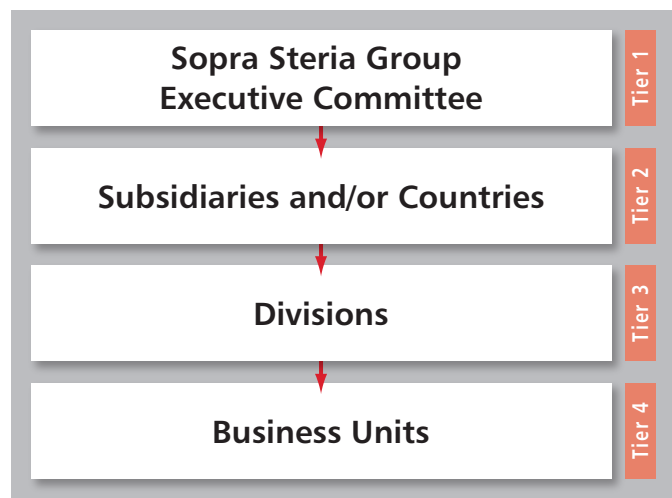 Sopra Steria Group
Executive Committee
Tier 1
Subsidiaries and/or Countries
Tier 2
Divisions
Tier 3
Business Units
Tier 4